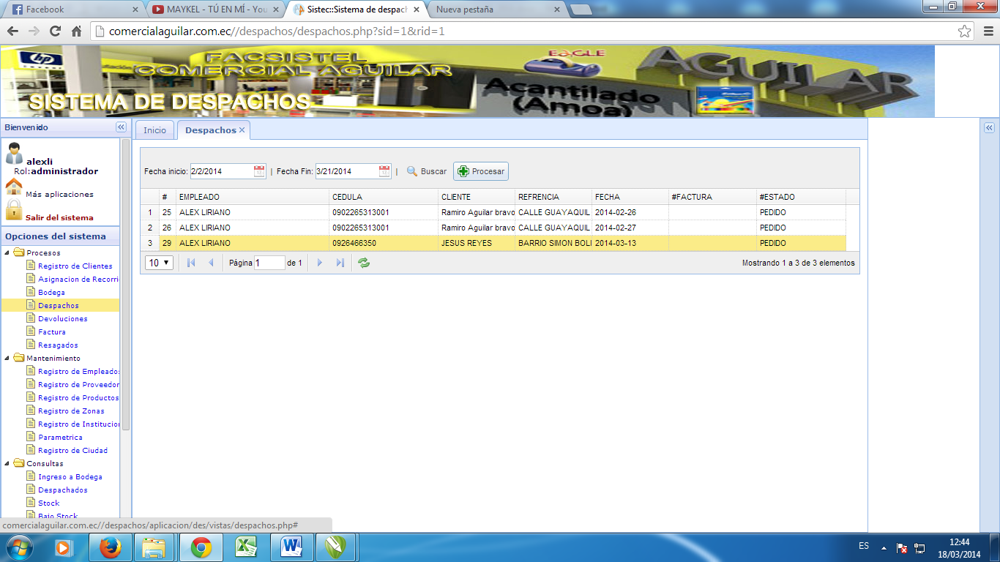 Facebook
MAYKEL - TÚ EN MÍ - You
Sistec::Sistema de despach
Nueva pestaña
comercialaguilar.com.ec//despachos/despachos.php?sid=1&rid=1
hp
FACSISTEL
COMERCIAL AGUILAR
SISTEMA DE DESPACHOS
EAGLE
AGUILAR
Acantilado
(Amoa)
Bienvenido
Inicio
Despachos
alexli
Rol:administrador
Más aplicaciones
Salir del sistema
Fecha inicio: 2/2/2014 | Fecha Fin: 3/21/2014 | Buscar Procesar
# EMPLEADO CEDULA CLIENTE REFRENCIA FECHA #FACTURA #ESTADO
1 25 ALEX LIRIANO 0902265313001 Ramiro Aguilar bravo CALLE GUAYAQUIL 2014-02-26 PEDIDO
2 26 ALEX LIRIANO 0902265313001 Ramiro Aguilar bravo CALLE GUAYAQUIL 2014-02-27 PEDIDO
3 29 ALEX LIRIANO 0926466350 JESUS REYES BARRIO SIMON BOLI 2014-03-13 PEDIDO
10 Página 1 de 1 Mostrando 1 a 3 de 3 elementos
Opciones del sistema
Procesos
Registro de Clientes
Asignacion de Recorri
Bodega
Despachos
Devoluciones
Factura
Resagados
Mantenimiento
Registro de Empleados
Registro de Proveedor
Registro de Productos
Registro de Zonas
Registro de Institucion
Parametrica
Registro de Ciudad
Consultas
Ingreso a Bodega
Despachados
Stock
Bajo Stock
comercialaguilar.com.ec//despachos/aplicacion/des/vistas/despachos.php#
ES
12:44
18/03/2014